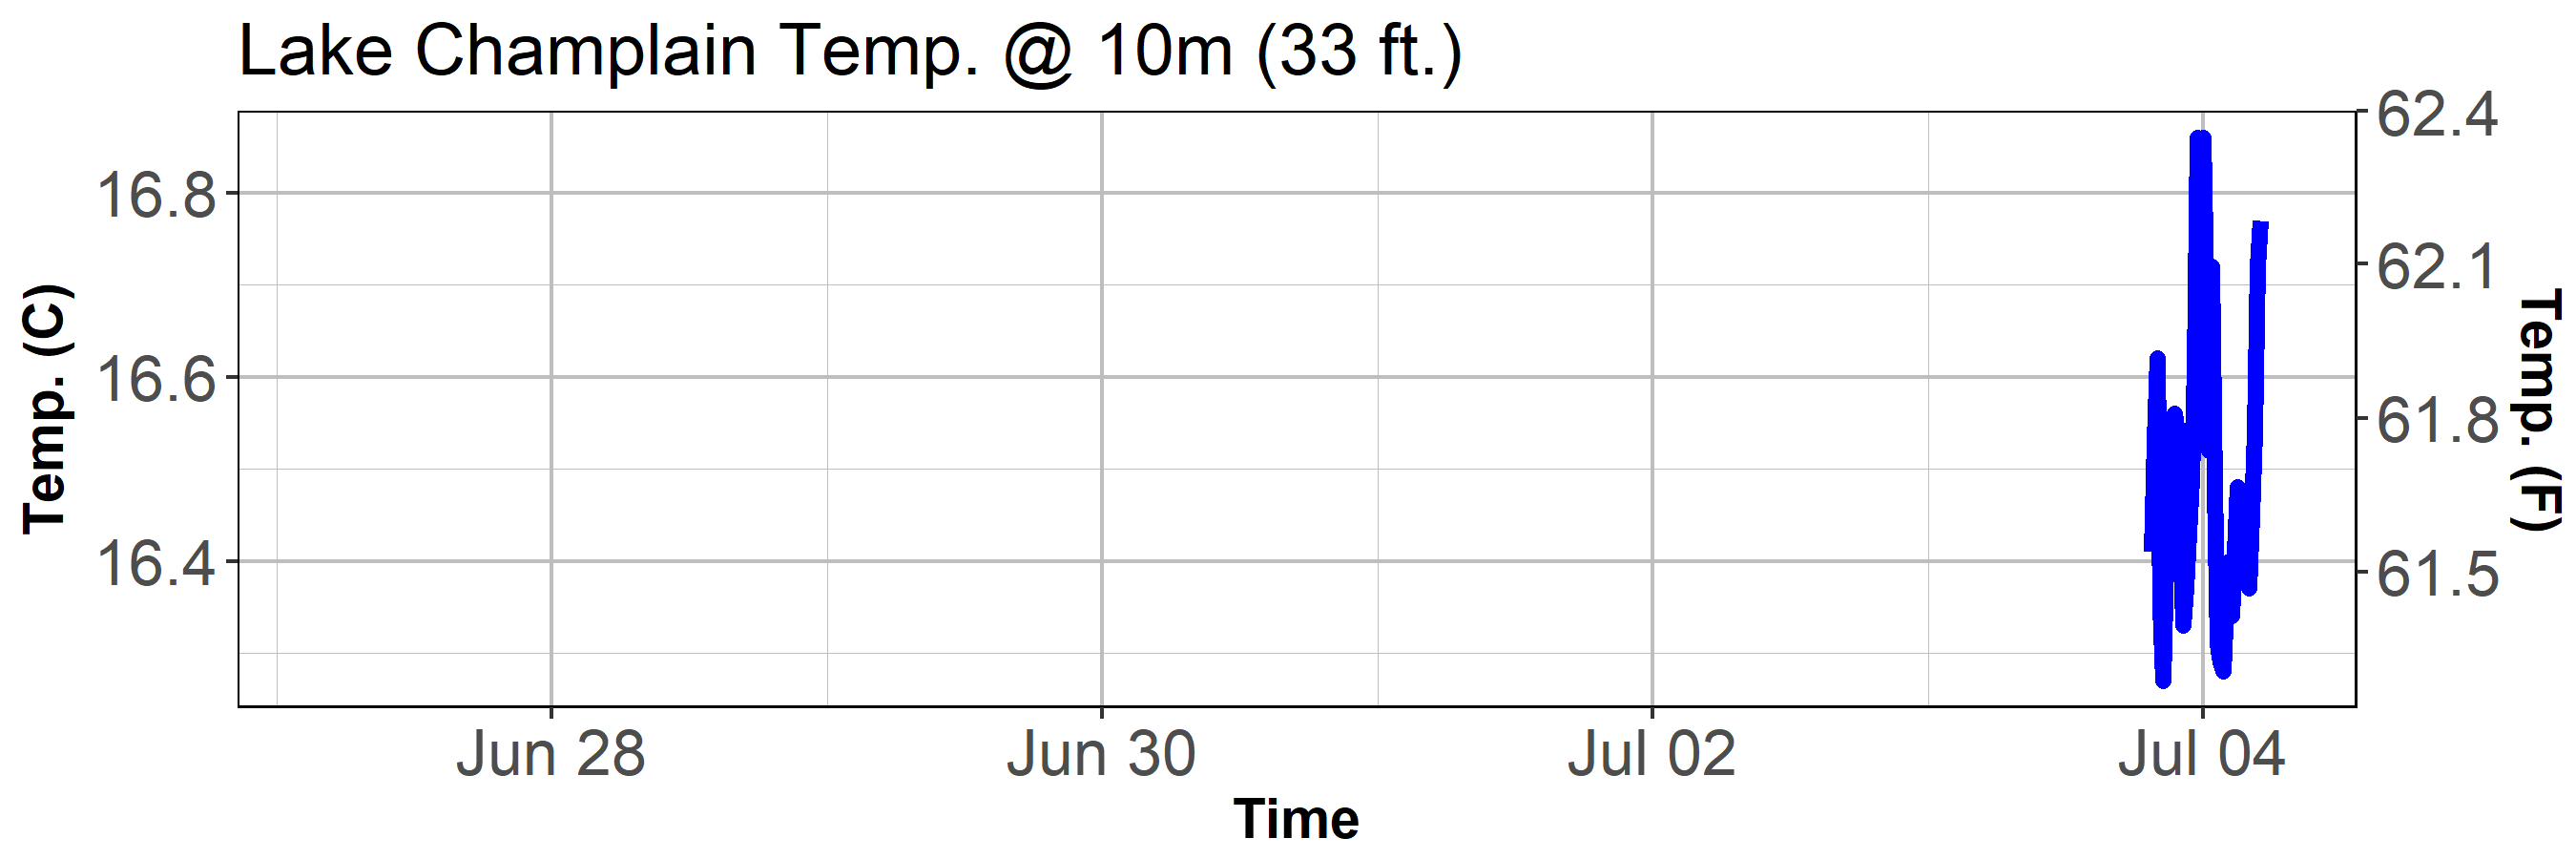 Lake Champlain Temp. @ 10m (33 ft.)
Temp. (C)
16.8
16.6
16.4
62.4
62.1
61.8
61.5
Temp. (F)
Jun 28
Jun 30
Jul 02
Jul 04
Time